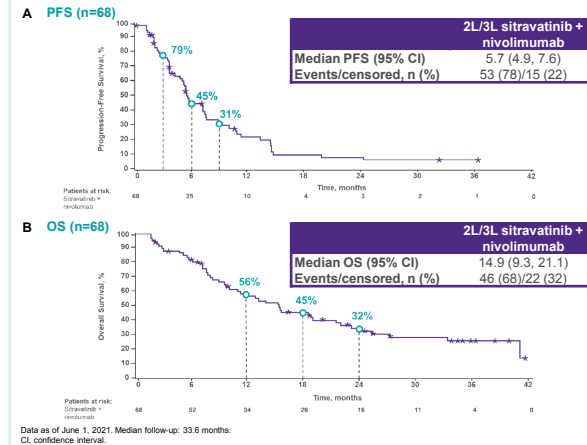 A PFS (n=68)
2L/3L sitravatinib +
nivolimumab
Median PFS (95% CI) 5.7 (4.9, 7.6)
Events/censored, n (%) 53 (78)/15 (22)
Progression-Free Survival, %
100
90
80
70
60
50
40
30
20
10
0
79%
45%
31%
0 6 12 18 24 30 36 42
Time, months
Patients at risk:
Sitravatinib +
nivolumab
68 25 10 4 3 2 1 0
B OS (n=68)
2L/3L sitravatinib +
nivolimumab
Median OS (95% CI) 14.9 (9.3, 21.1)
Events/censored, n (%) 46 (68)/22 (32)
Overall Survival, %
100
90
80
70
60
50
40
30
20
10
0
56%
45%
32%
0 6 12 18 24 30 36 42
Time, months
Patients at risk:
Sitravatinib +
nivolumab
68 52 34 26 16 11 4 0
Data as of June 1, 2021. Median follow-up: 33.6 months.
CI, confidence interval.